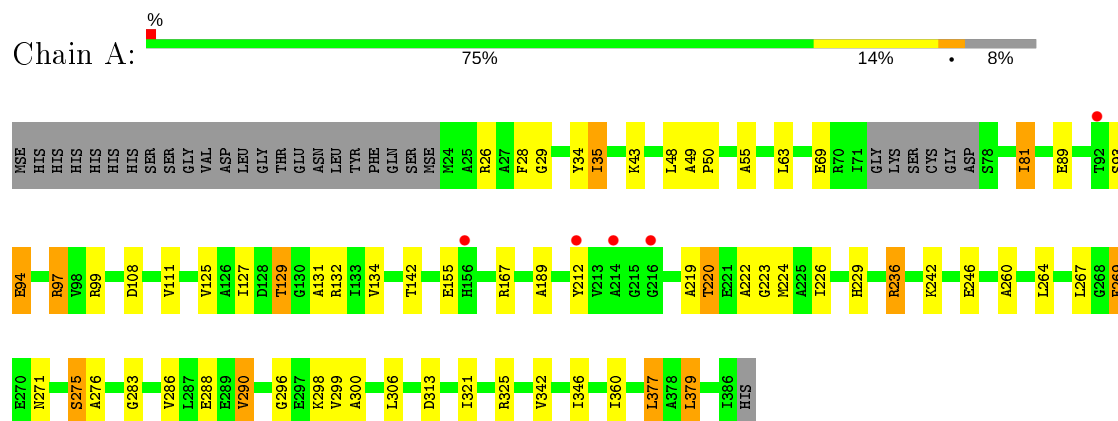 %
Chain A:
75% 14% • 8%
MSE HIS HIS HIS HIS HIS HIS SER SER GLY VAL ASP LEU GLY THR GLU ASN LEU TYR PHE GLN SER MSE M24 A25 R26 A27 F28 G29 Y34 I35 K43 L48 A49 P50 A55 L63 E69 R70 I71 GLY LYS SER CYS GLY ASP S78 I81 E89 T92 S93
E94 R97 V98 R99 D108 V111 V125 A126 I127 D128 T129 G130 A131 R132 I133 V134 T142 E155 H156 R167 A189 Y212 V213 A214 G215 G216 A219 T220 E221 A222 G223 M224 A225 I226 H229 R236 K242 E246 A260 L264 L267 G268
E270 N271 S275 A276 G283 V286 L287 E288 E289 V290 G296 E297 K298 V299 A300 L306 D313 I321 R325 V342 I346 I360 L377 A378 L379 I386 HIS